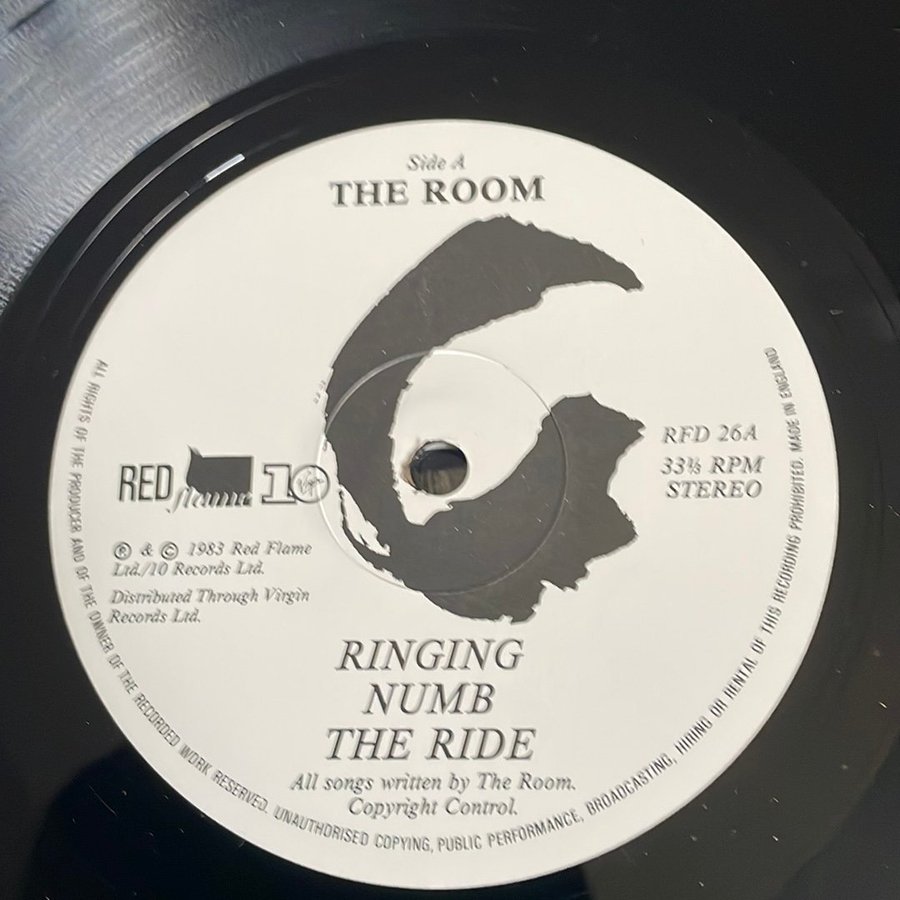 Side A
THE ROOM
RED
flame
10
Virgin
RFD 26A
33⅓ RPM
STEREO
Ⓟ & © 1983 Red Flame
Ltd./10 Records Ltd.
Distributed Through Virgin
Records Ltd.
RINGING
NUMB
THE RIDE
All songs written by The Room.
Copyright Control.
ALL RIGHTS OF THE PRODUCER AND OF THE OWNER OF THE RECORDED WORK RESERVED. UNAUTHORISED COPYING, PUBLIC PERFORMANCE, BROADCASTING, HIRING OR RENTAL OF THIS RECORDING PROHIBITED. MADE IN ENGLAND